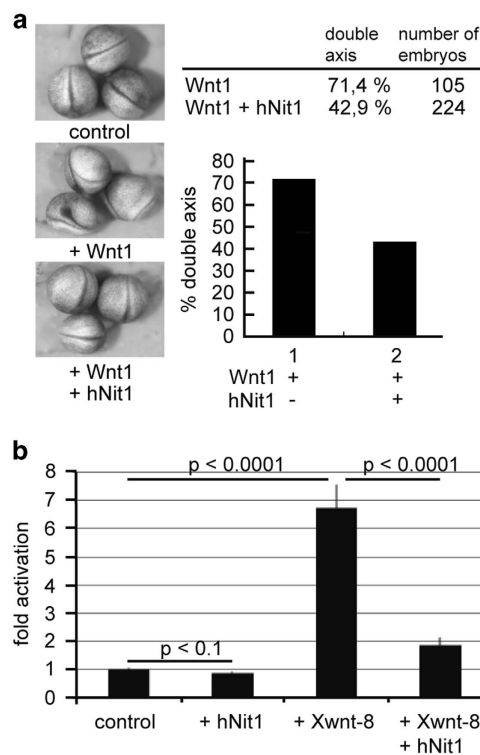 a
control
+ Wnt1
+ Wnt1
+ hNit1
double axis number of embryos
Wnt1 71,4 % 105
Wnt1 + hNit1 42,9 % 224
% double axis
80
70
60
50
40
30
20
10
0
1 2
Wnt1 + +
hNit1 - +
b
fold activation
8
7
6
5
4
3
2
1
0
p < 0.0001 p < 0.0001
p < 0.1
control + hNit1 + Xwnt-8 + Xwnt-8
+ hNit1